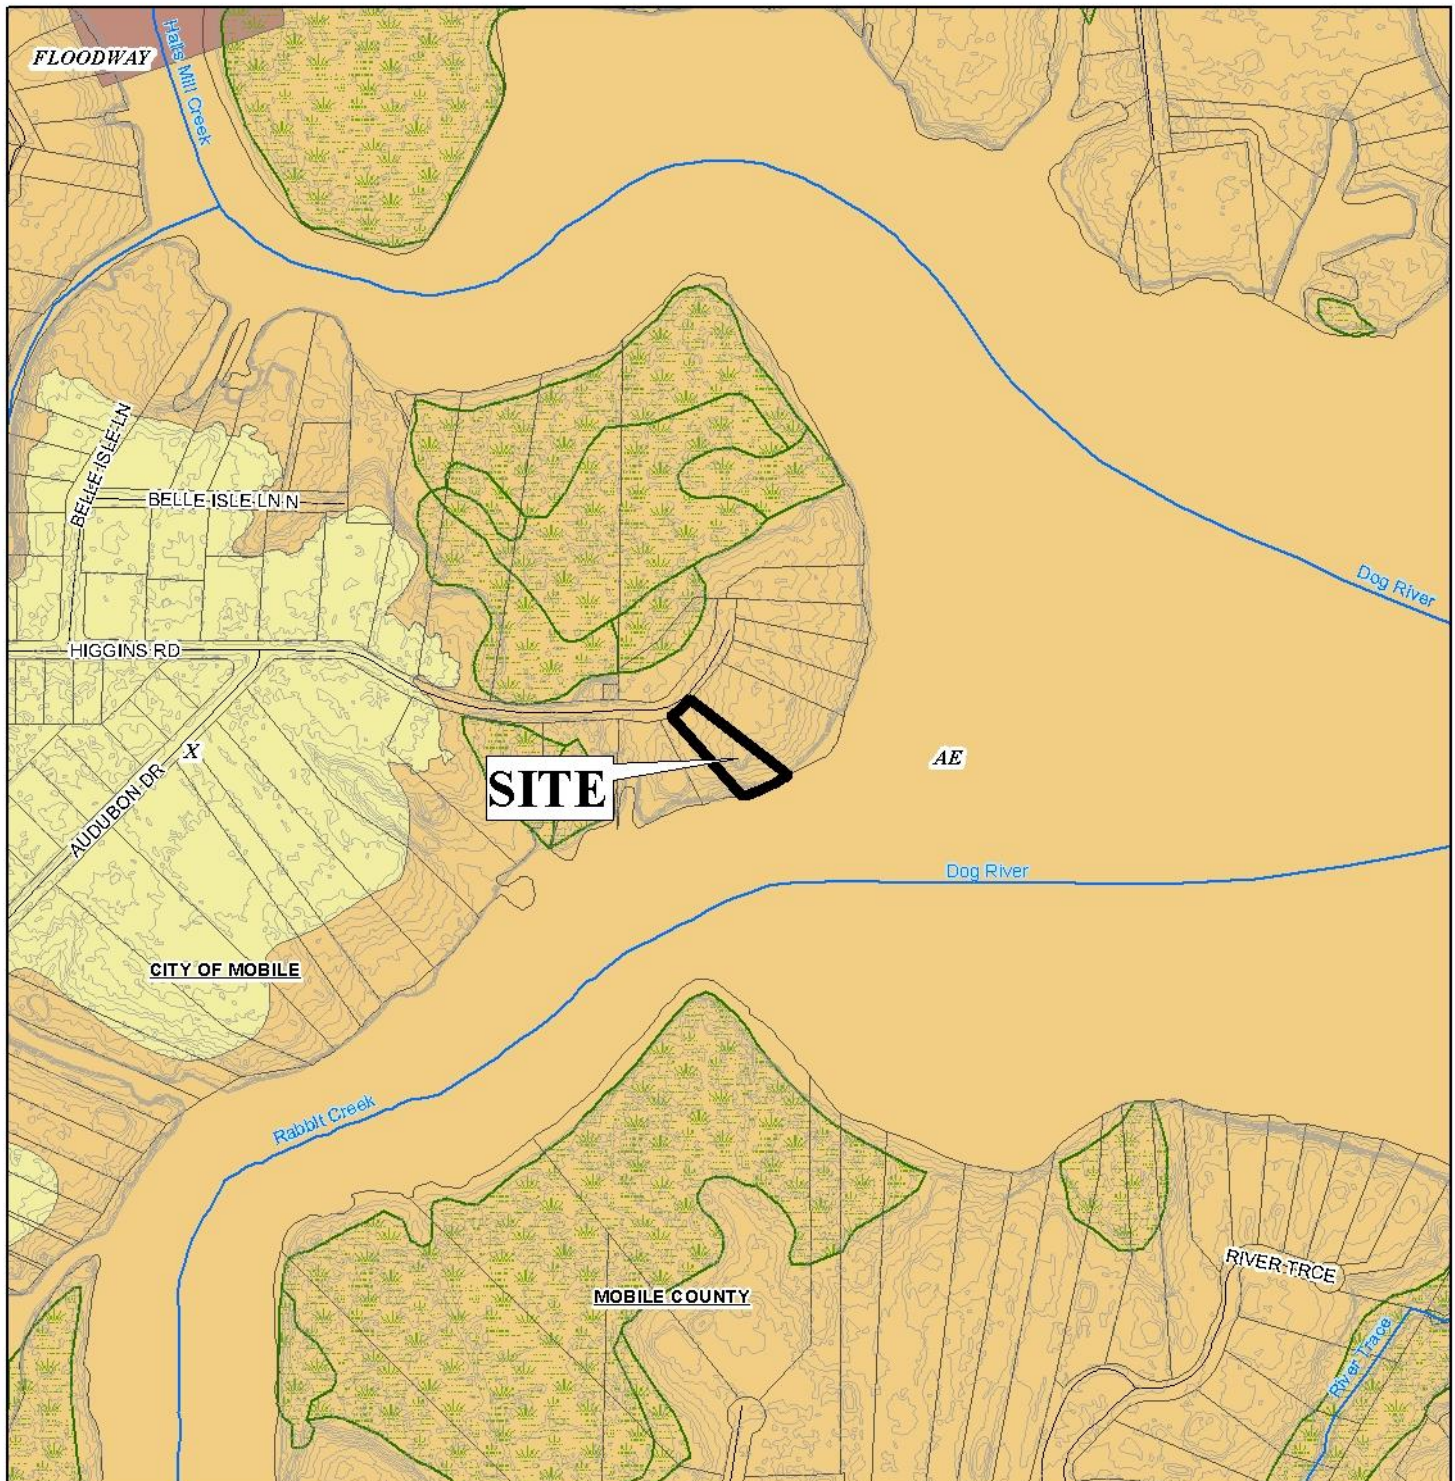 FLOODWAY
Halls Mill Creek
BELLE ISLE LN
BELLE ISLE LN N
Dog River
HIGGINS RD
X
AE
SITE
AUDUBON DR
Dog River
CITY OF MOBILE
Rabbit Creek
RIVER TRCE
MOBILE COUNTY
River Trace